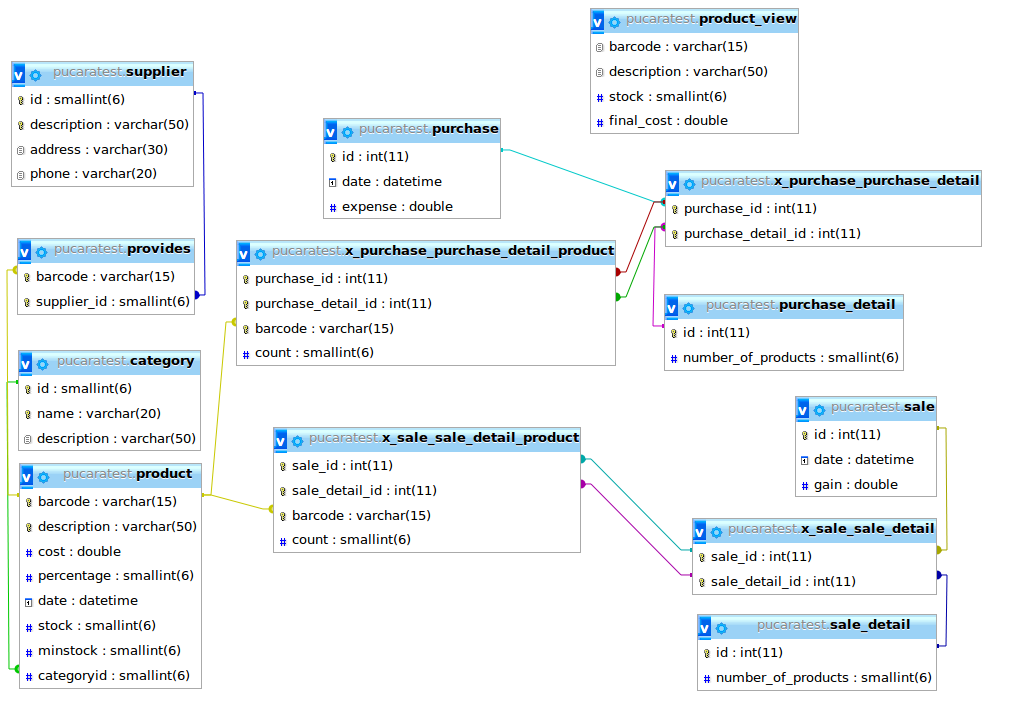 v pucaratest.product_view
barcode : varchar(15)
description : varchar(50)
# stock : smallint(6)
# final_cost : double
v pucaratest.supplier
id : smallint(6)
description : varchar(50)
address : varchar(30)
phone : varchar(20)
v pucaratest.purchase
id : int(11)
date : datetime
# expense : double
v pucaratest.x_purchase_purchase_detail
purchase_id : int(11)
purchase_detail_id : int(11)
v pucaratest.provides
barcode : varchar(15)
supplier_id : smallint(6)
v pucaratest.x_purchase_purchase_detail_product
purchase_id : int(11)
purchase_detail_id : int(11)
barcode : varchar(15)
# count : smallint(6)
v pucaratest.purchase_detail
id : int(11)
# number_of_products : smallint(6)
v pucaratest.category
id : smallint(6)
name : varchar(20)
description : varchar(50)
v pucaratest.sale
id : int(11)
date : datetime
# gain : double
v pucaratest.x_sale_sale_detail_product
sale_id : int(11)
sale_detail_id : int(11)
barcode : varchar(15)
# count : smallint(6)
v pucaratest.product
barcode : varchar(15)
description : varchar(50)
# cost : double
# percentage : smallint(6)
date : datetime
# stock : smallint(6)
# minstock : smallint(6)
# categoryid : smallint(6)
v pucaratest.x_sale_sale_detail
sale_id : int(11)
sale_detail_id : int(11)
v pucaratest.sale_detail
id : int(11)
# number_of_products : smallint(6)